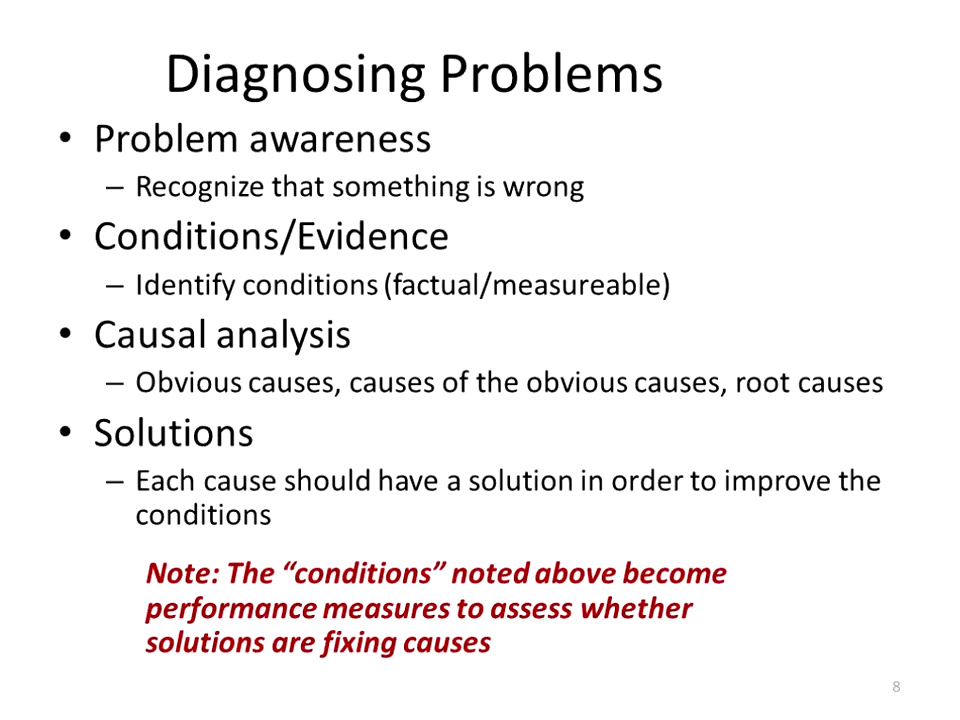 Diagnosing Problems
• Problem awareness
– Recognize that something is wrong
• Conditions/Evidence
– Identify conditions (factual/measureable)
• Causal analysis
– Obvious causes, causes of the obvious causes, root causes
• Solutions
– Each cause should have a solution in order to improve the
conditions
Note: The “conditions” noted above become
performance measures to assess whether
solutions are fixing causes
8